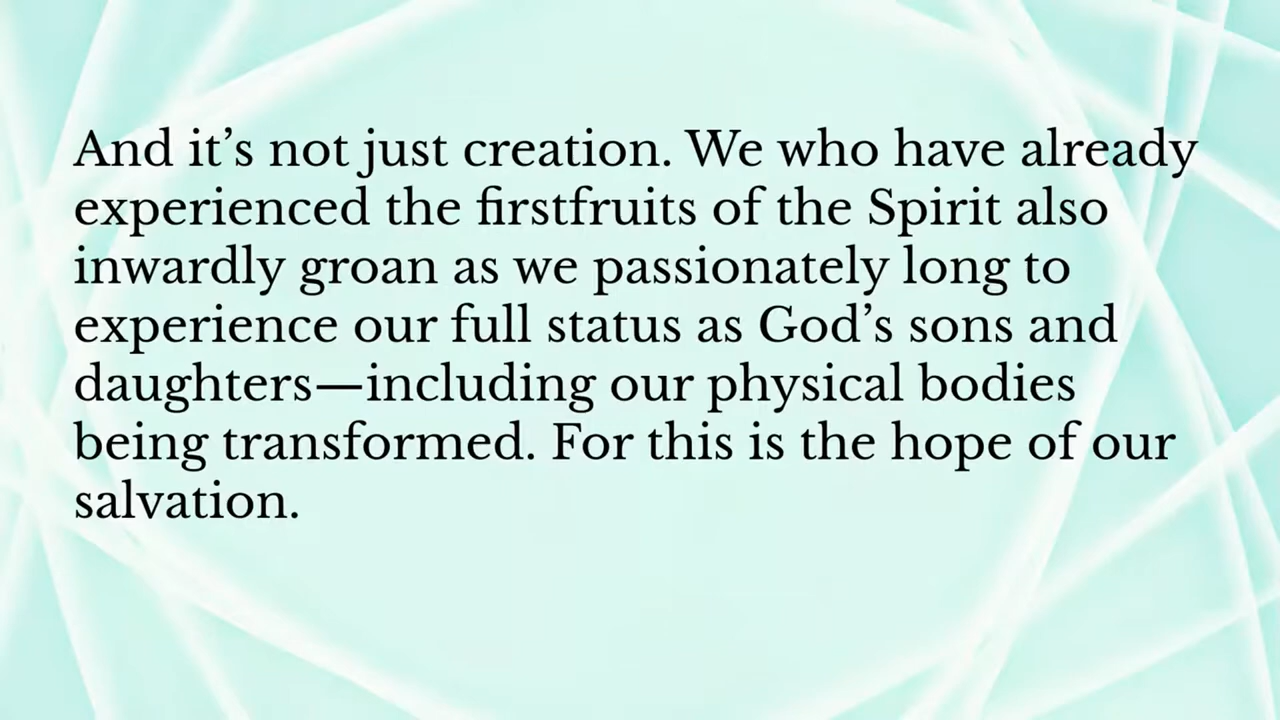 And it’s not just creation. We who have already
experienced the firstfruits of the Spirit also
inwardly groan as we passionately long to
experience our full status as God’s sons and
daughters—including our physical bodies
being transformed. For this is the hope of our
salvation.